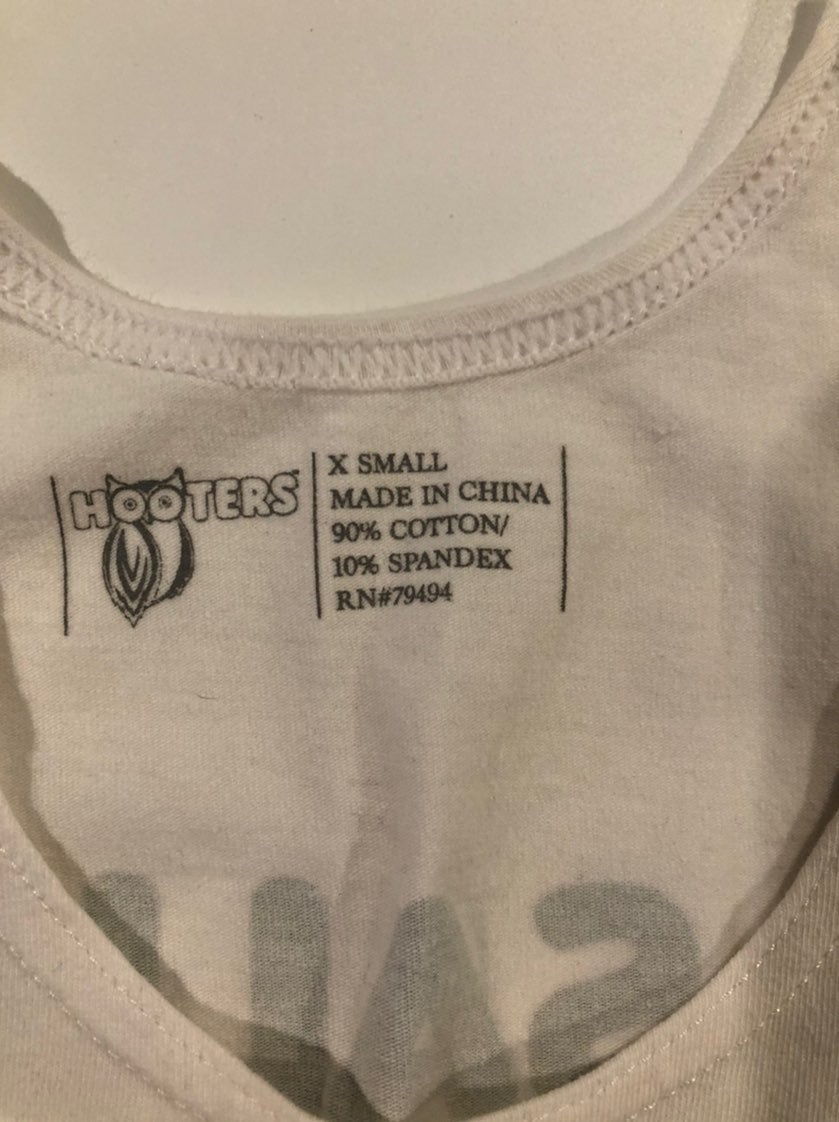 HOOTERS
X SMALL
MADE IN CHINA
90% COTTON/
10% SPANDEX
RN#79494